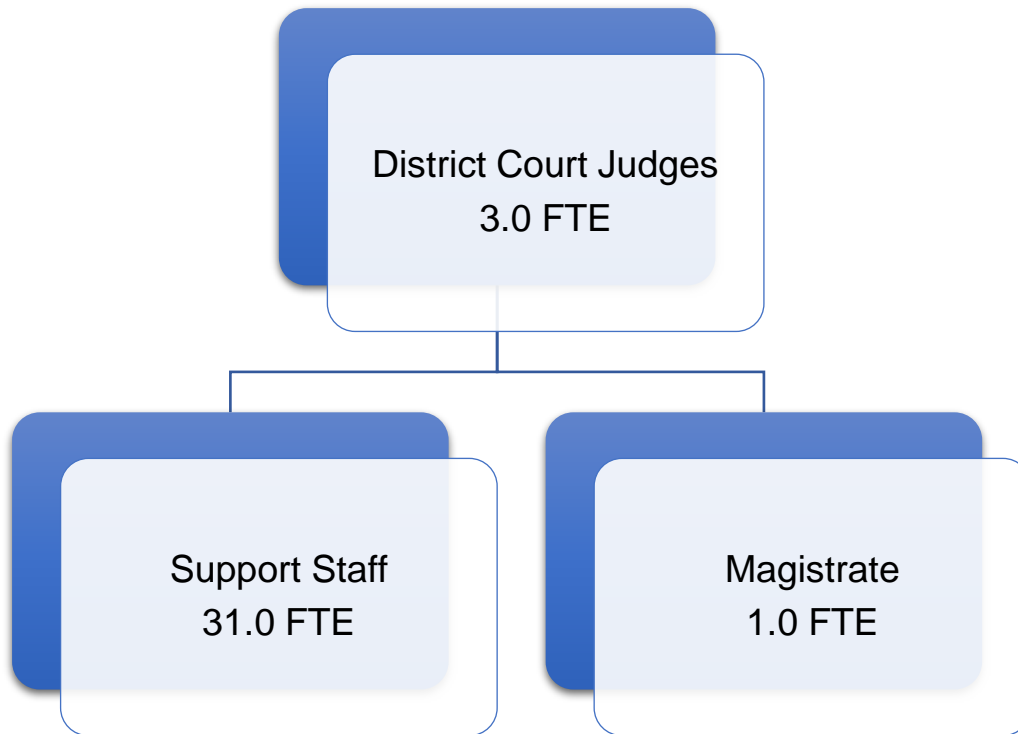 District Court Judges
3.0 FTE
Support Staff
31.0 FTE
Magistrate
1.0 FTE